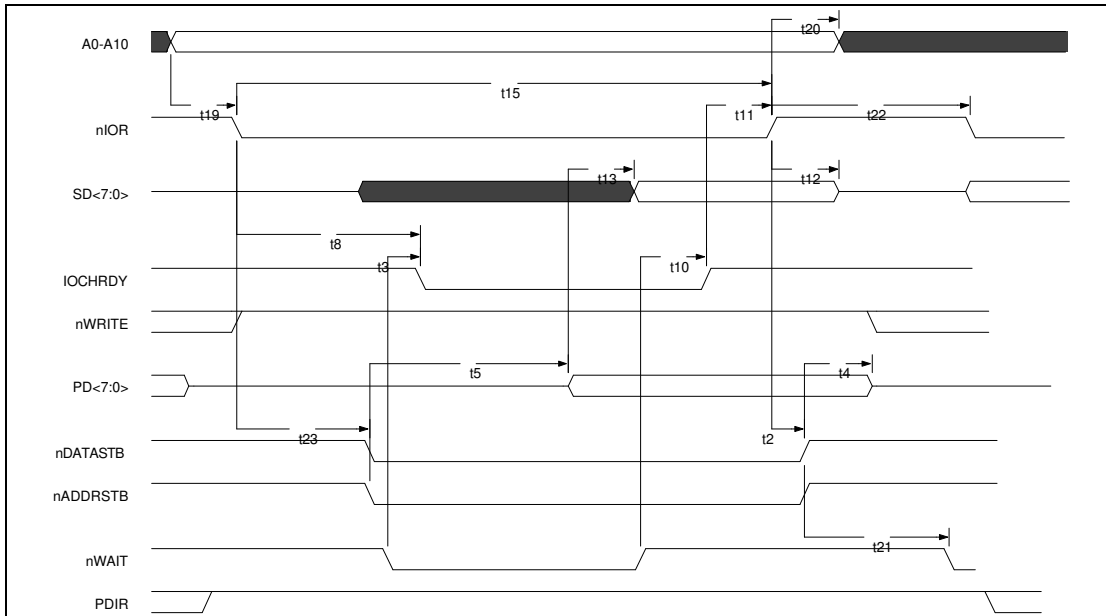 t20
A0-A10
t15
t19
t11
t22
nIOR
t13
t12
SD<7:0>
t8
t3
t10
IOCHRDY
nWRITE
t5
t4
PD<7:0>
t23
t2
nDATASTB
nADDRSTB
t21
nWAIT
PDIR